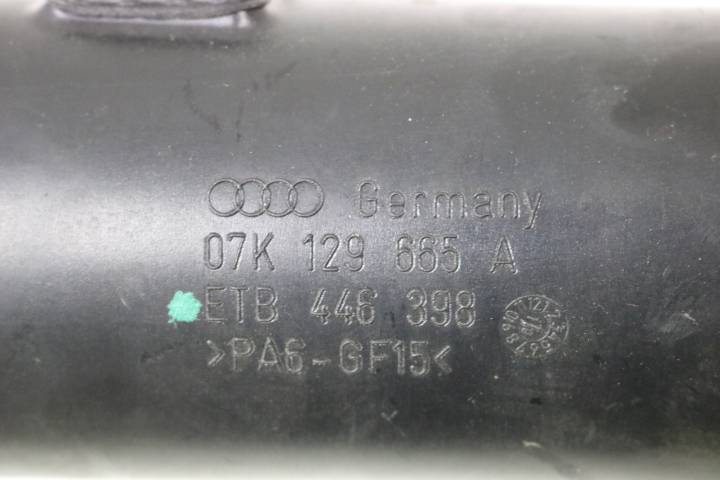 Germany
07K 129 665 A
ETB 446 398
>PA6-GF15<